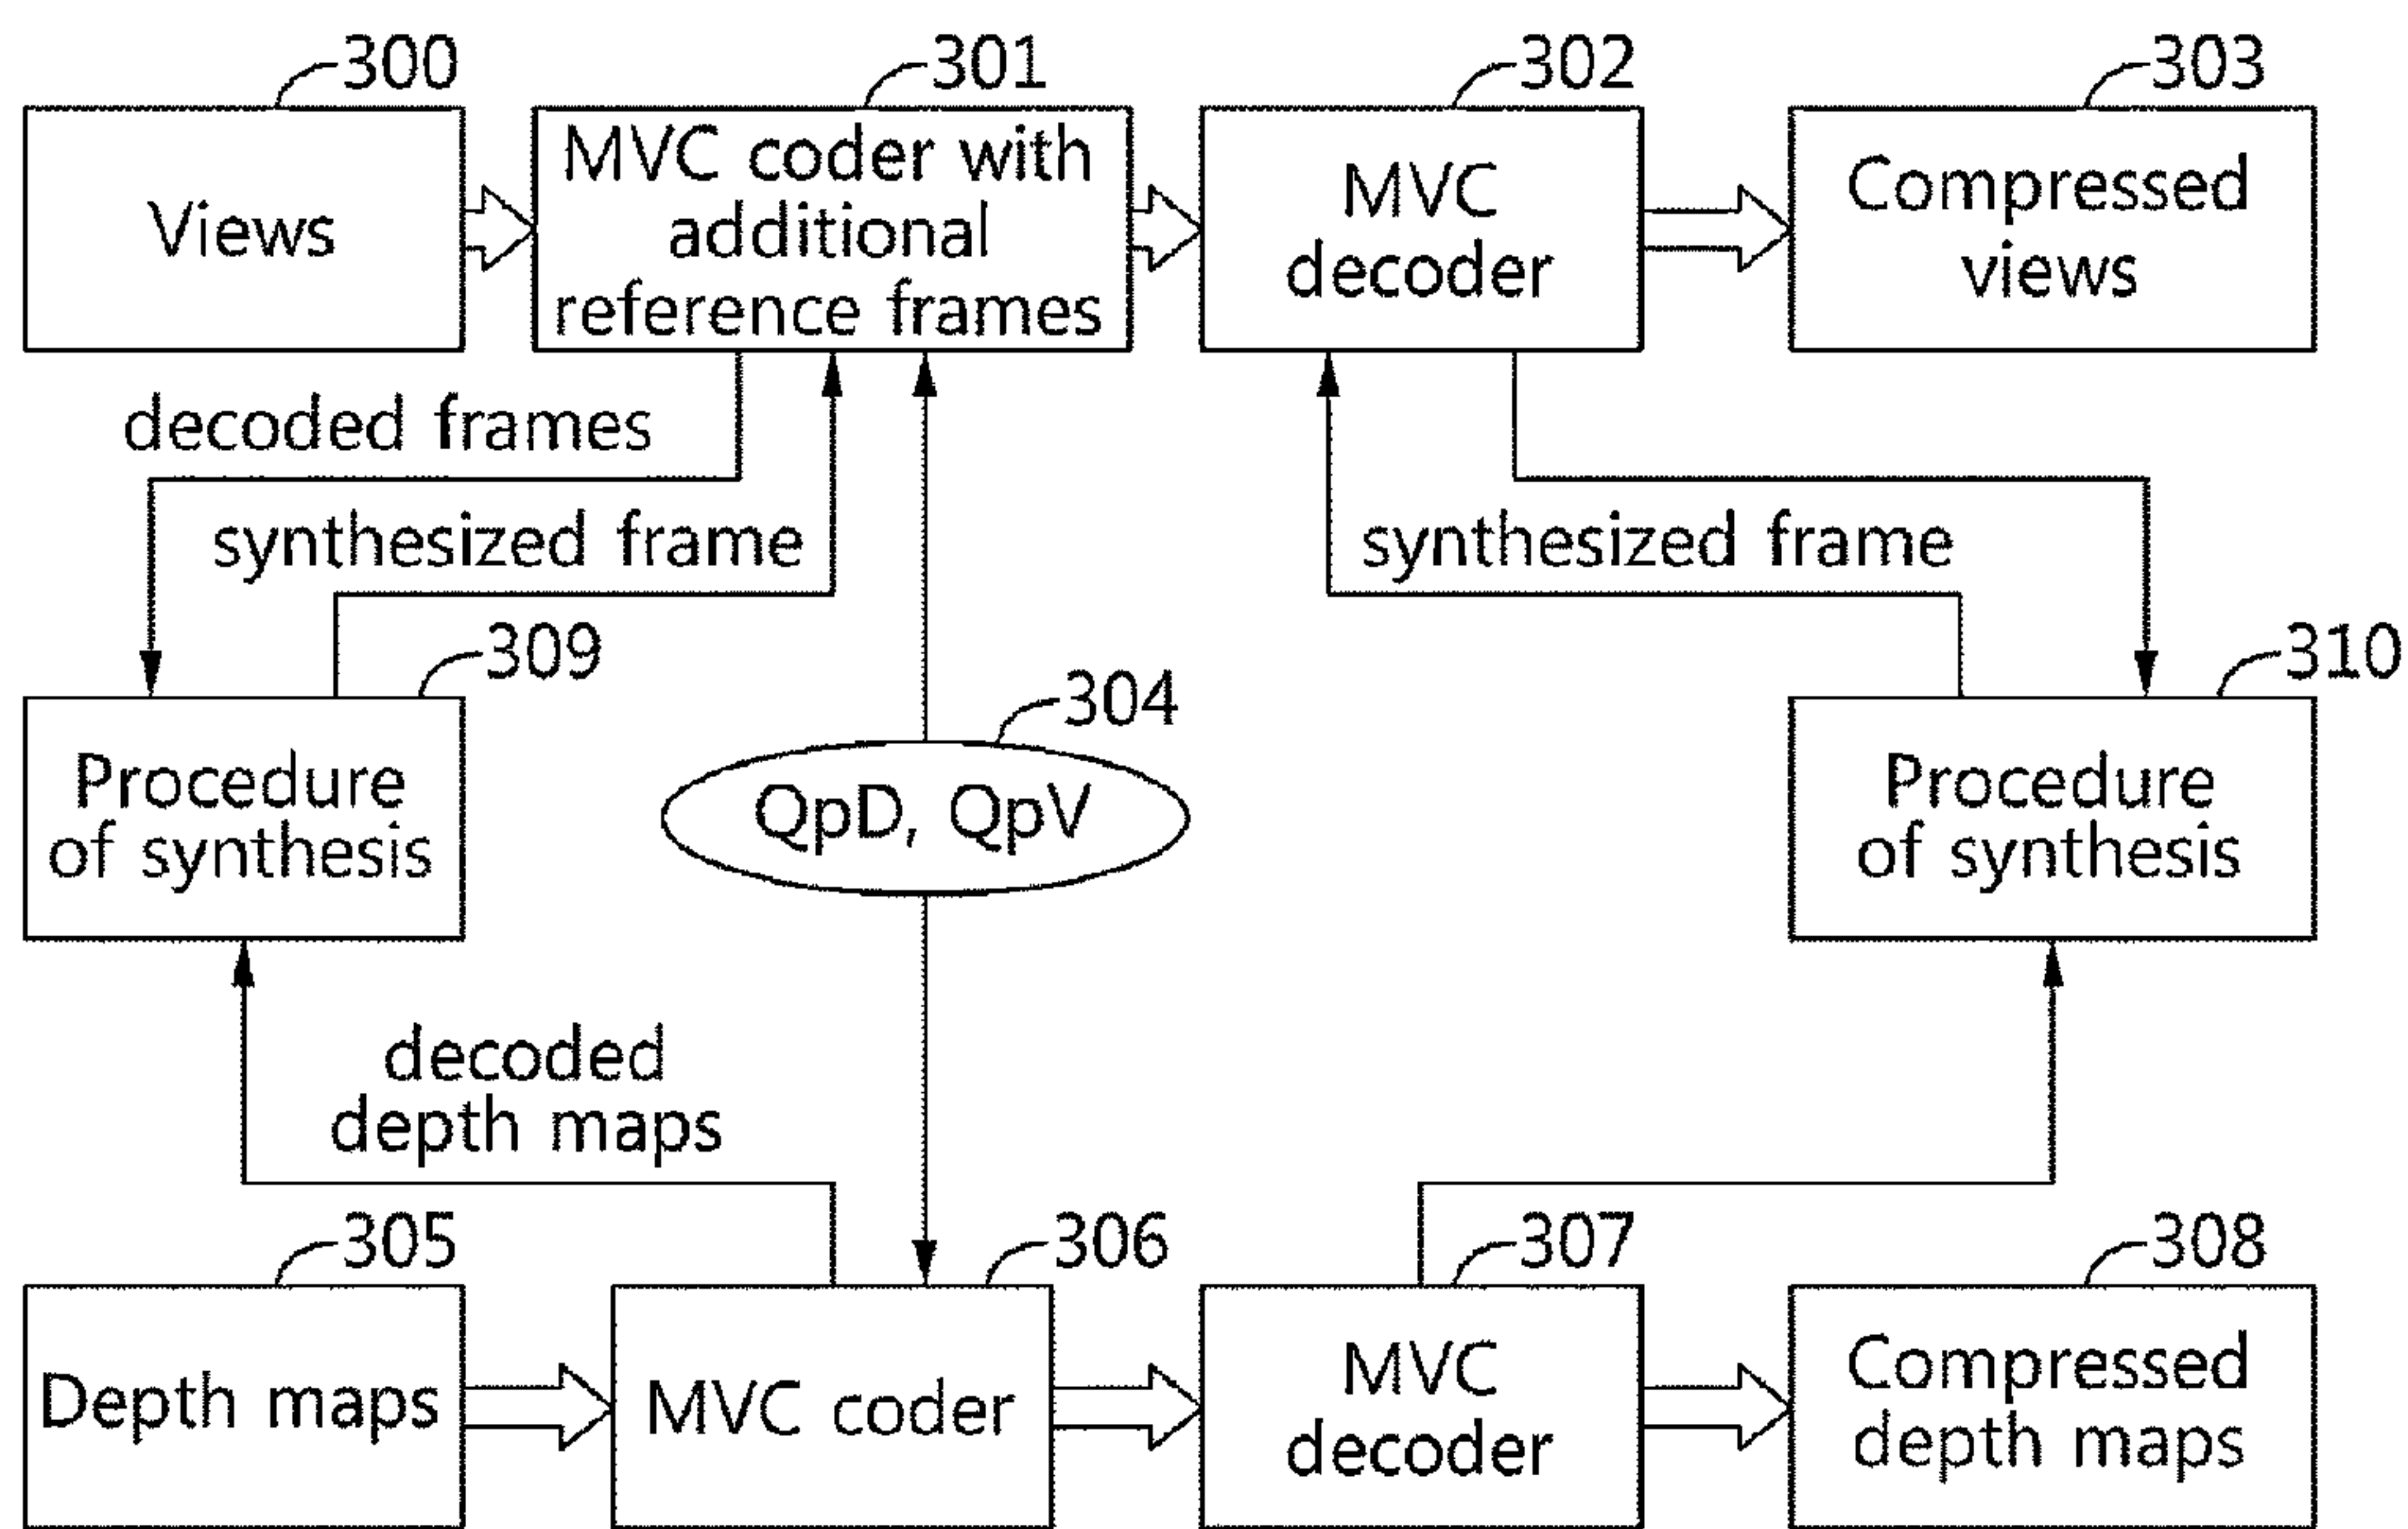 300
301
302
303
Views
MVC coder with
additional
reference frames
MVC
decoder
Compressed
views
decoded frames
synthesized frame
synthesized frame
309
304
310
Procedure
of synthesis
QpD, QpV
Procedure
of synthesis
decoded
depth maps
305
306
307
308
Depth maps
MVC coder
MVC
decoder
Compressed
depth maps